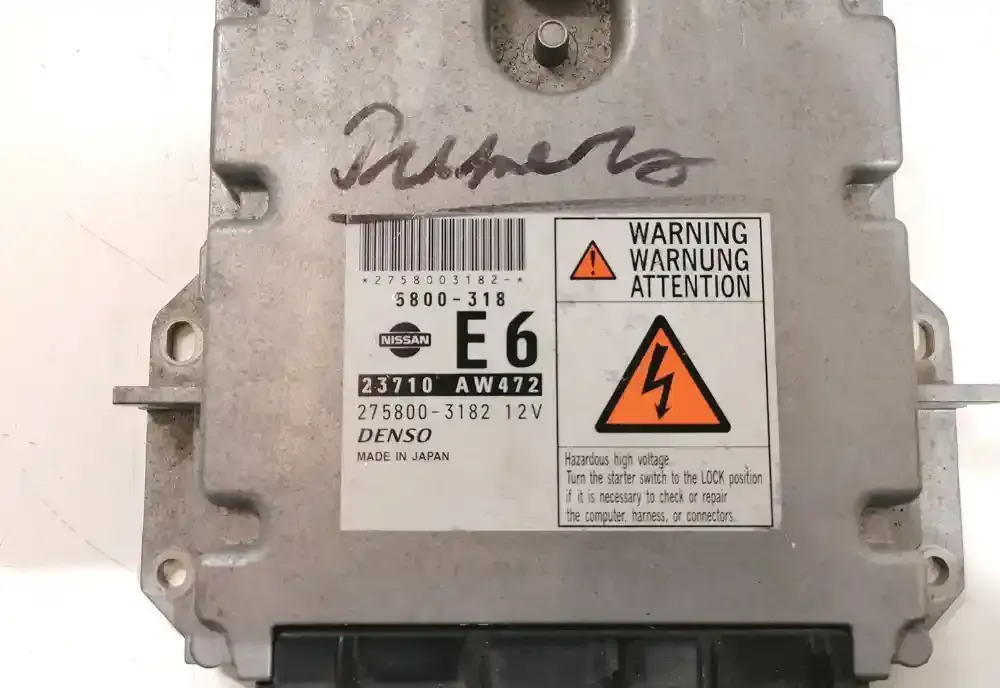 *2758003182-*
5800-318
NISSAN
E6
23710 AW472
275800-3182 12V
DENSO
MADE IN JAPAN
WARNING
WARNUNG
ATTENTION
Hazardous high voltage.
Turn the starter switch to the LOCK position
if it is necessary to check or repair
the computer, harness, or connectors.